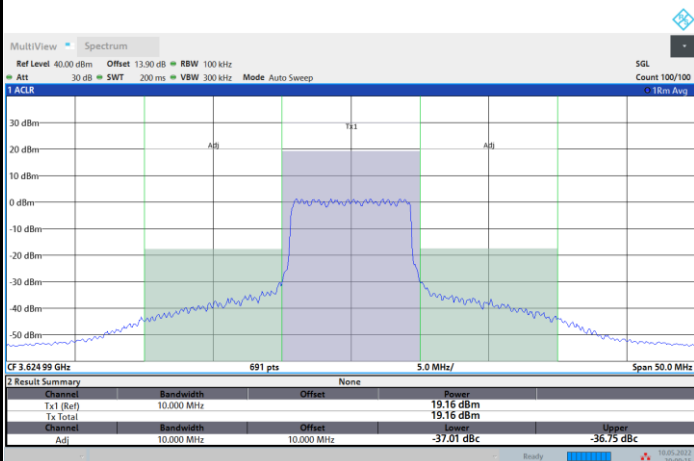 MultiView Spectrum
Ref Level 40.00 dBm Offset 13.90 dB RBW 100 kHz SGL
Att 30 dB SWT 200 ms VBW 300 kHz Mode Auto Sweep Count 100/100
1 ACLR 1Rm Avg
30 dBm
Tx1
20 dBm
Adj Adj
10 dBm
0 dBm
-10 dBm
-20 dBm
-30 dBm
-40 dBm
-50 dBm
CF 3.624 99 GHz 691 pts 5.0 MHz/ Span 50.0 MHz
2 Result Summary None
Channel Bandwidth Offset Power
Tx1 (Ref) 10.000 MHz 19.16 dBm
Tx Total 19.16 dBm
Channel Bandwidth Offset Lower Upper
Adj 10.000 MHz 10.000 MHz -37.01 dBc -36.75 dBc
Ready 10.05.2022